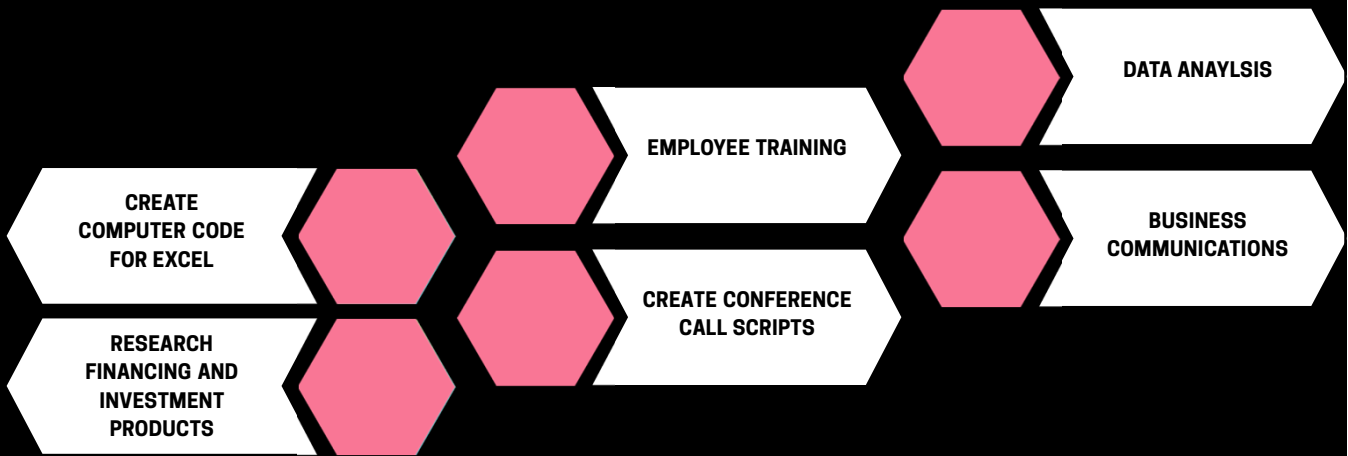 CREATE
COMPUTER CODE
FOR EXCEL
RESEARCH
FINANCING AND
INVESTMENT
PRODUCTS
EMPLOYEE TRAINING
CREATE CONFERENCE
CALL SCRIPTS
DATA ANAYLSIS
BUSINESS
COMMUNICATIONS